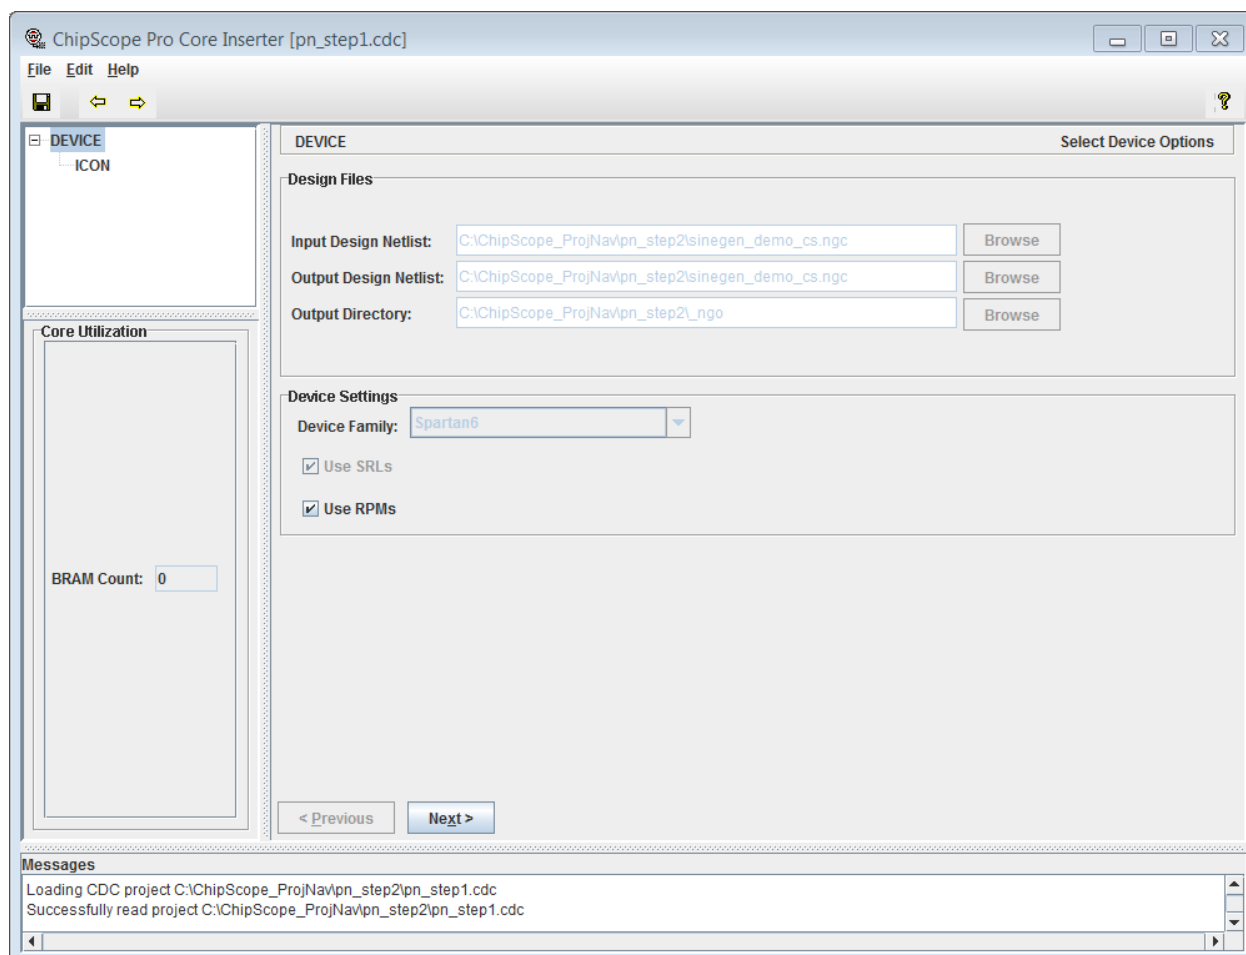 ChipScope Pro Core Inserter [pn_step1.cdc]
File Edit Help
DEVICE
ICON
DEVICE Select Device Options
Design Files
Input Design Netlist: C:\ChipScope_ProjNav\pn_step2\sinegen_demo_cs.ngc Browse
Output Design Netlist: C:\ChipScope_ProjNav\pn_step2\sinegen_demo_cs.ngc Browse
Output Directory: C:\ChipScope_ProjNav\pn_step2\_ngo Browse
Core Utilization
BRAM Count: 0
Device Settings
Device Family: Spartan6
Use SRLs
Use RPMs
< Previous Next >
Messages
Loading CDC project C:\ChipScope_ProjNav\pn_step2\pn_step1.cdc
Successfully read project C:\ChipScope_ProjNav\pn_step2\pn_step1.cdc